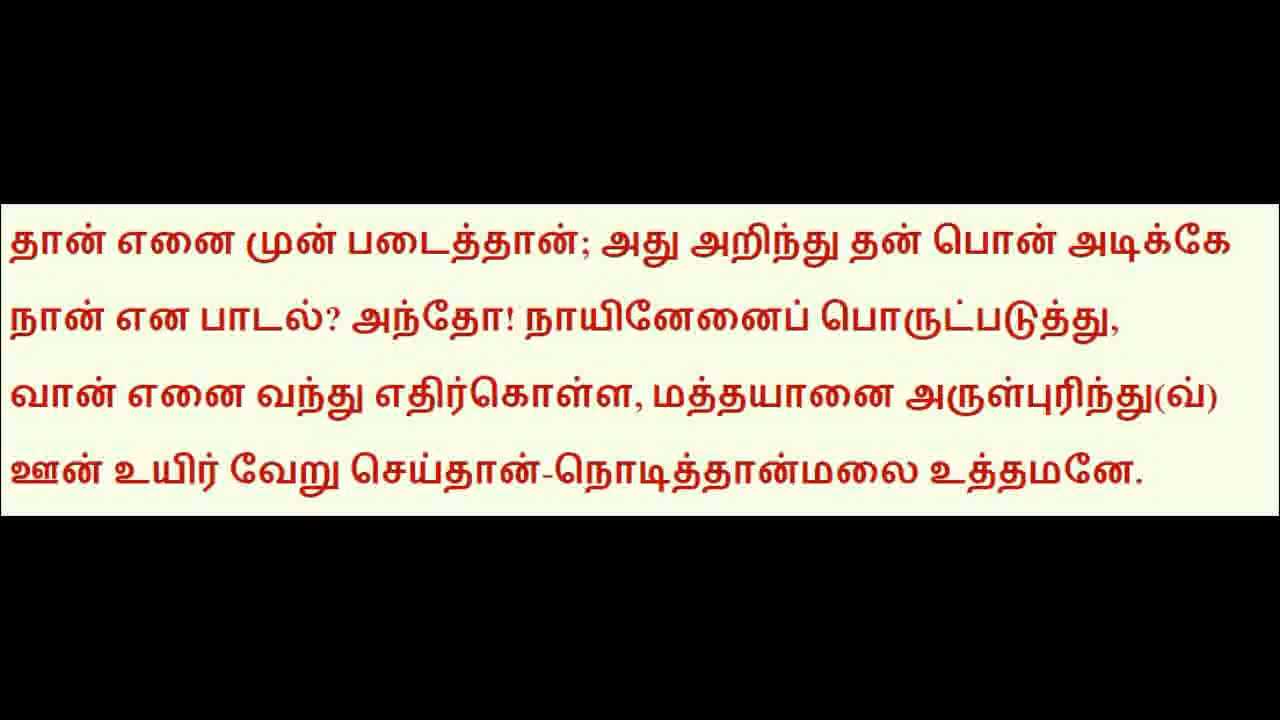 தான் எனை முன் படைத்தான்; அது அறிந்து தன் பொன் அடிக்கே
நான் என பாடல்? அந்தோ! நாயினேனைப் பொருட்படுத்து,
வான் எனை வந்து எதிர்கொள்ள, மத்தயானை அருள்புரிந்து(வ்)
ஊன் உயிர் வேறு செய்தான்-நொடித்தான்மலை உத்தமனே.